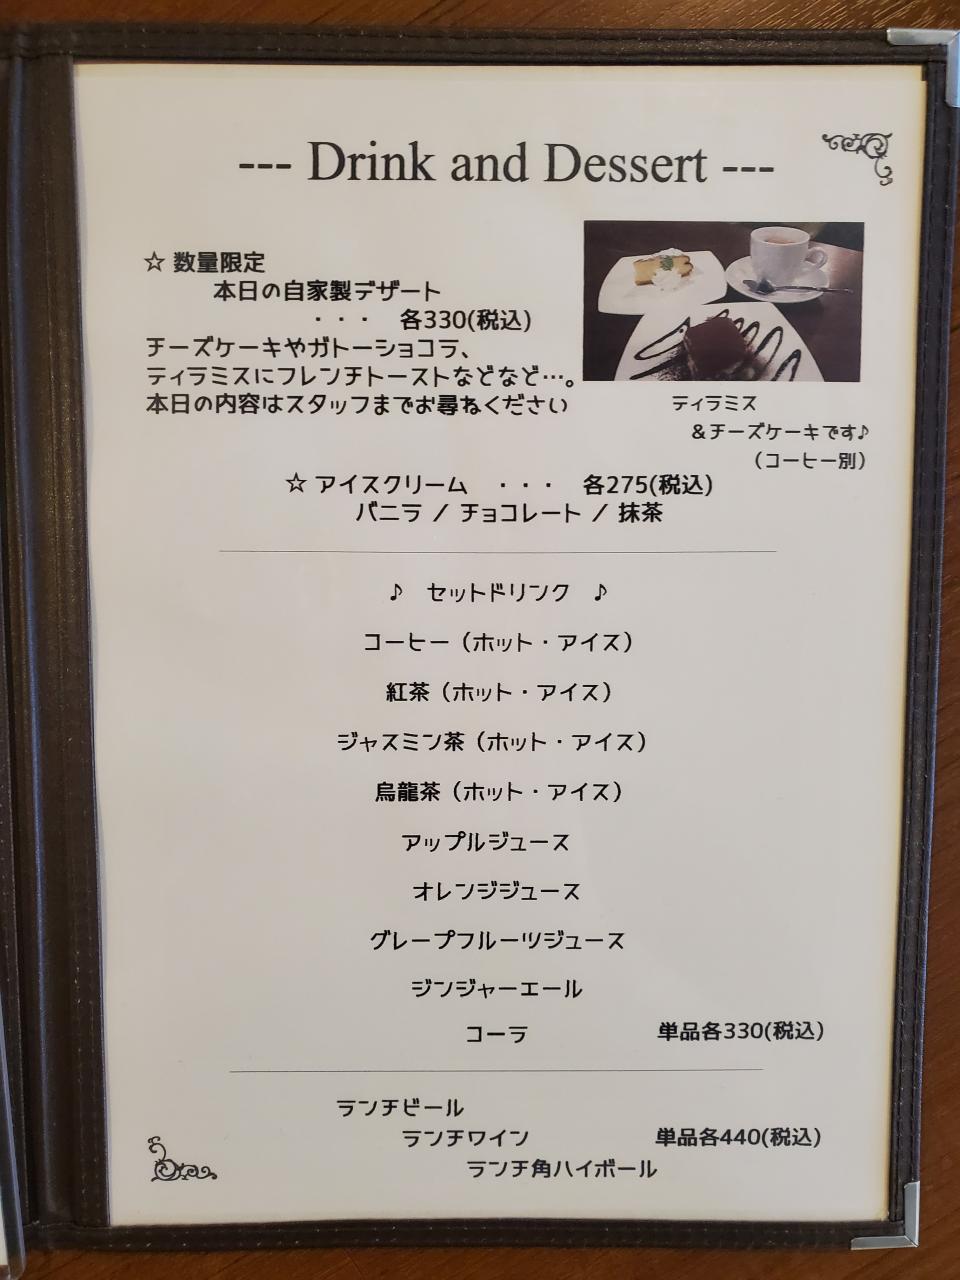 --- Drink and Dessert ---
☆ 数量限定
本日の自家製デザート
・・・ 各330(税込)
チーズケーキやガトーショコラ、
ティラミスにフレンチトーストなどなど…。
本日の内容はスタッフまでお尋ねください
ティラミス
＆チーズケーキです♪
（コーヒー別）
☆ アイスクリーム ・・・ 各275(税込)
バニラ / チョコレート / 抹茶
♪ セットドリンク ♪
コーヒー（ホット・アイス）
紅茶（ホット・アイス）
ジャスミン茶（ホット・アイス）
烏龍茶（ホット・アイス）
アップルジュース
オレンジジュース
グレープフルーツジュース
ジンジャーエール
コーラ 単品各330(税込)
ランチビール
ランチワイン 単品各440(税込)
ランチ角ハイボール